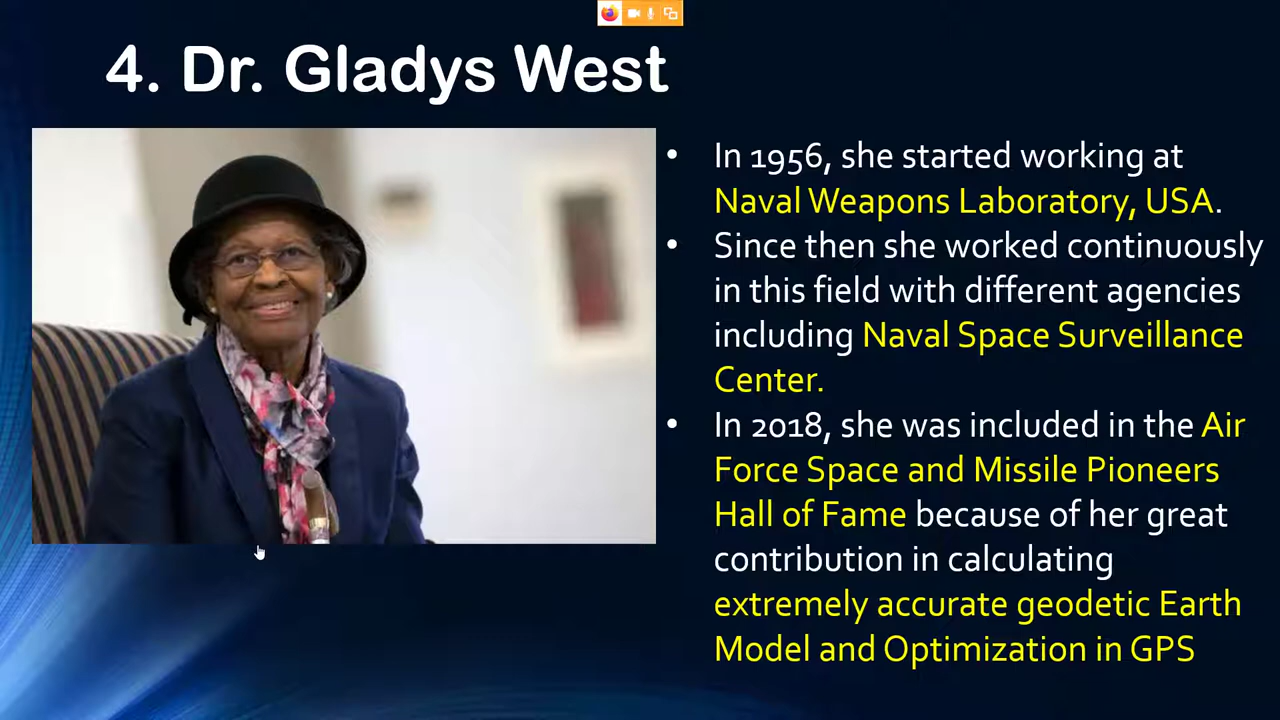 4. Dr. Gladys West
• In 1956, she started working at
Naval Weapons Laboratory, USA.
• Since then she worked continuously
in this field with different agencies
including Naval Space Surveillance
Center.
• In 2018, she was included in the Air
Force Space and Missile Pioneers
Hall of Fame because of her great
contribution in calculating
extremely accurate geodetic Earth
Model and Optimization in GPS